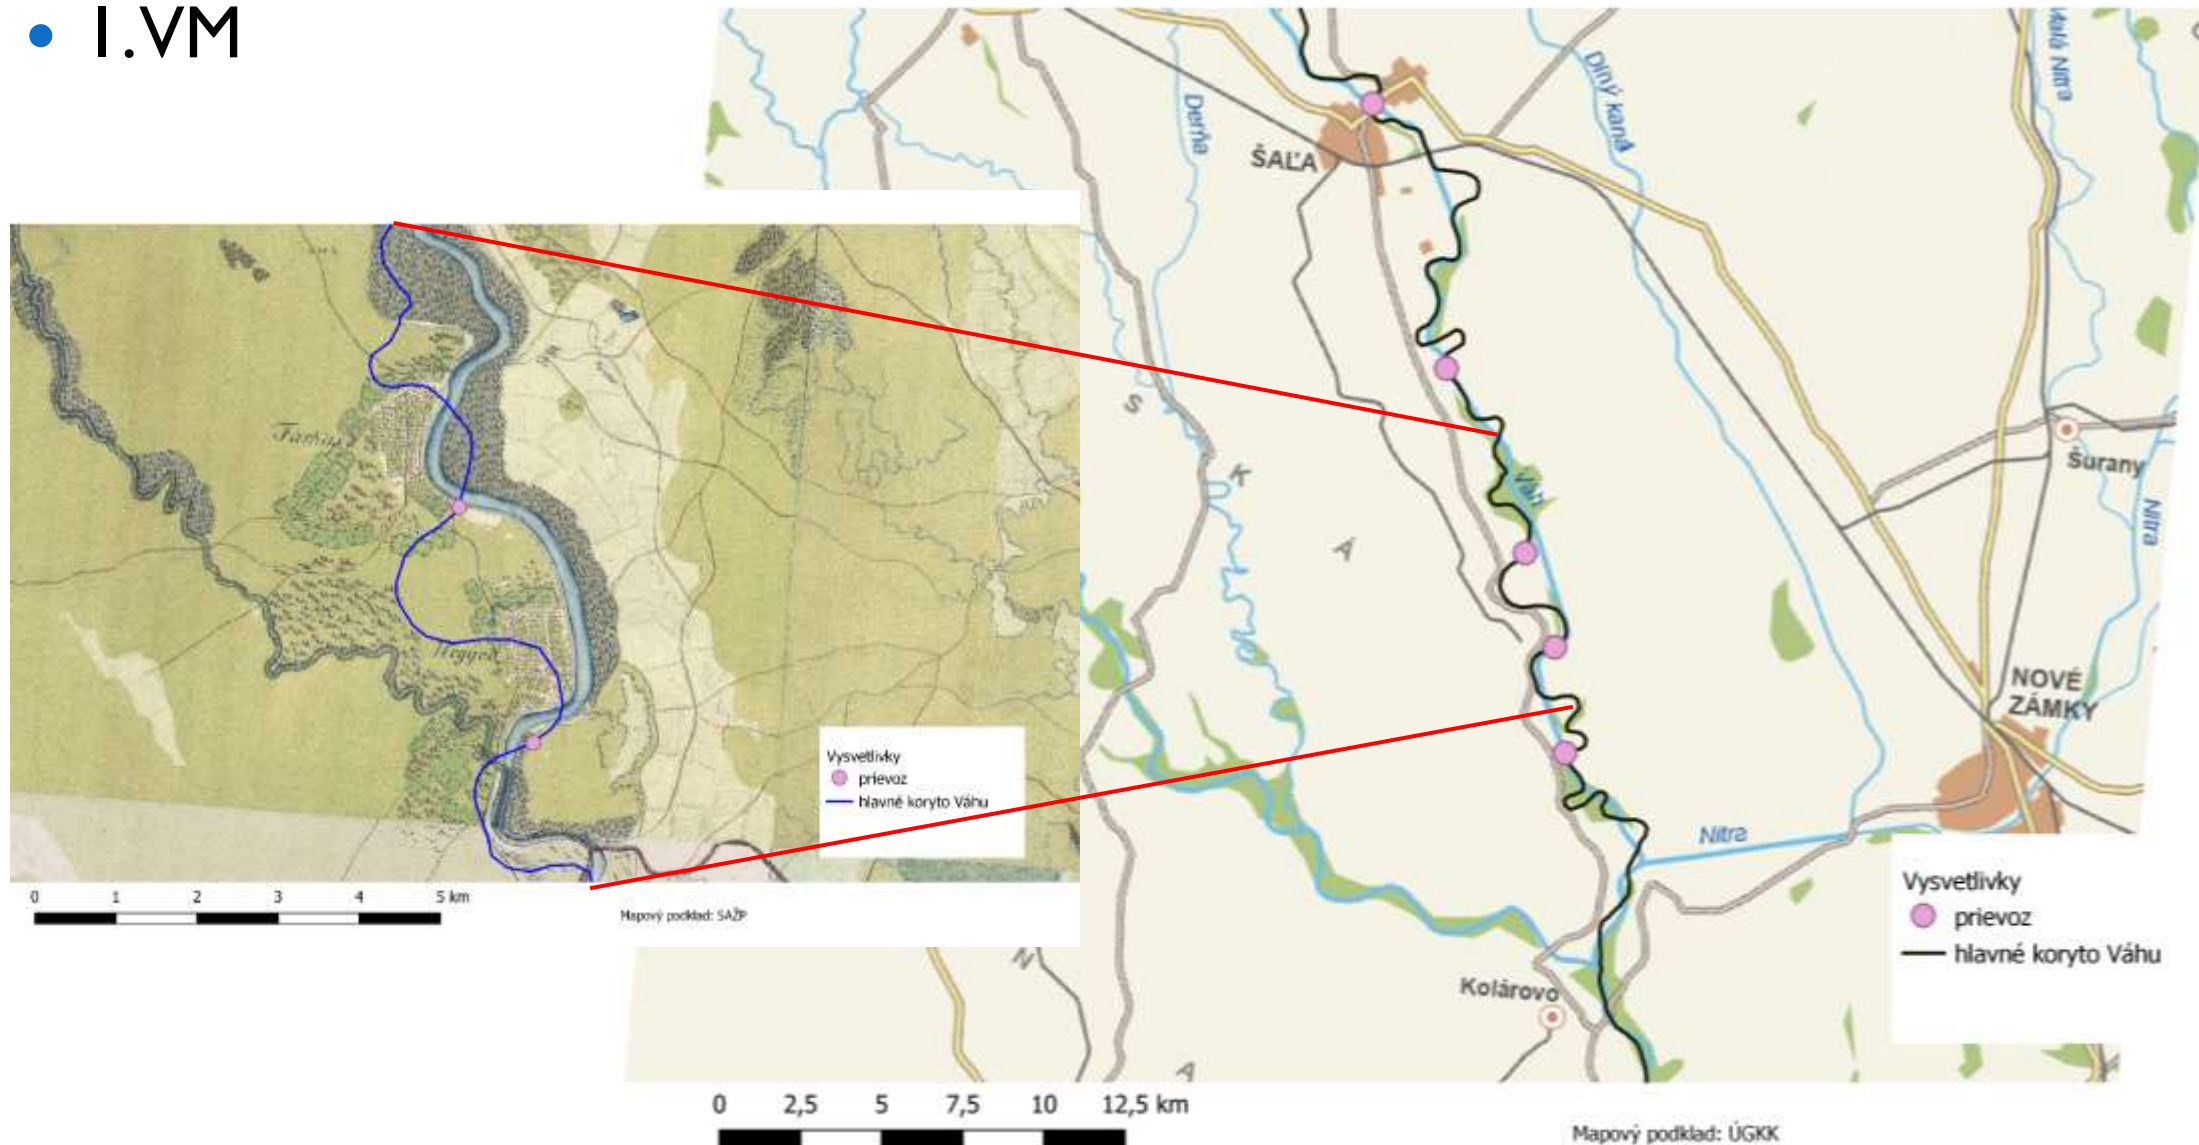 • I.VM
Derňa
Dlhý kanál
Malá Nitra
ŠAĽA
S
K
Á
Váh
Šurany
Nitra
NOVÉ
ZÁMKY
Nitra
Kolárovo
N
A
Vysvetlivky
prievoz
hlavné koryto Váhu
0 1 2 3 4 5 km
Mapový podklad: SAŽP
Vysvetlivky
prievoz
hlavné koryto Váhu
0 2,5 5 7,5 10 12,5 km
Mapový podklad: ÚGKK